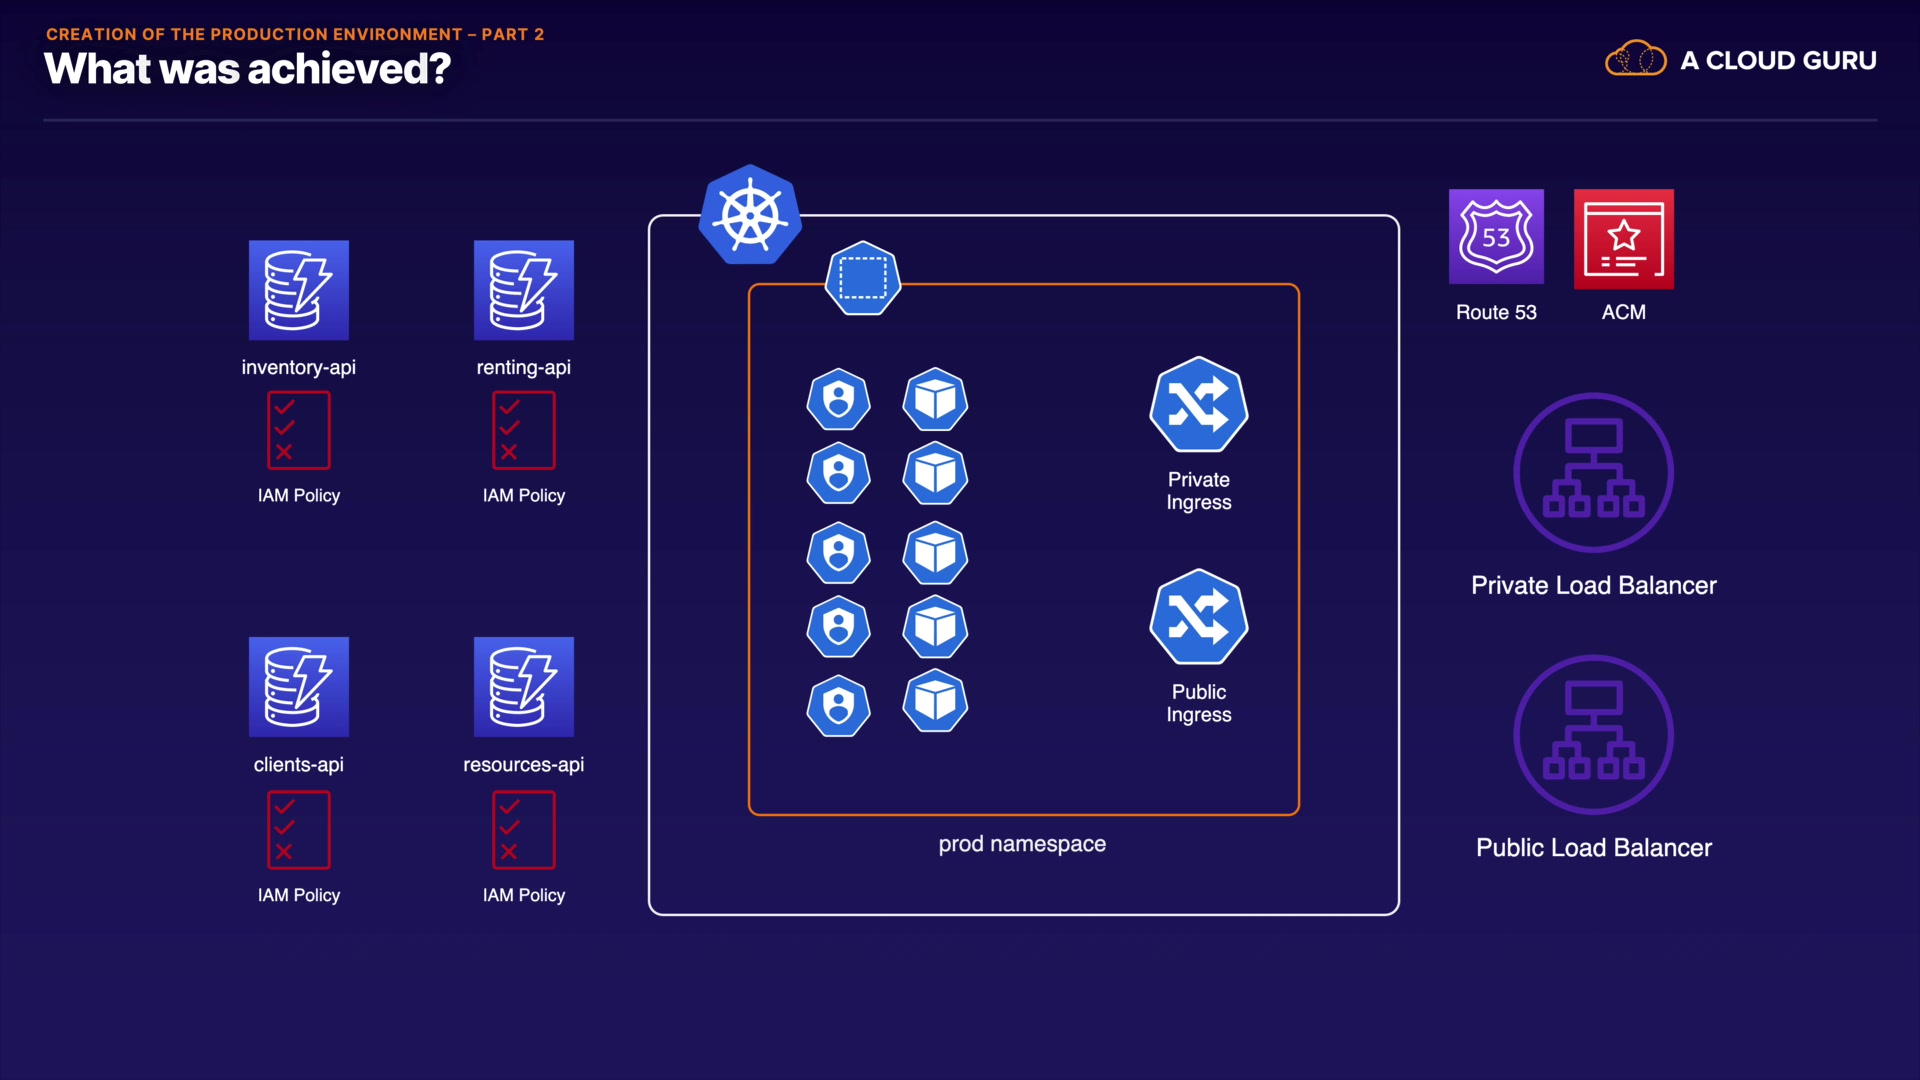 CREATION OF THE PRODUCTION ENVIRONMENT – PART 2
What was achieved?
A CLOUD GURU
inventory-api
renting-api
IAM Policy
IAM Policy
clients-api
resources-api
IAM Policy
IAM Policy
Private
Ingress
Public
Ingress
prod namespace
53
Route 53
ACM
Private Load Balancer
Public Load Balancer